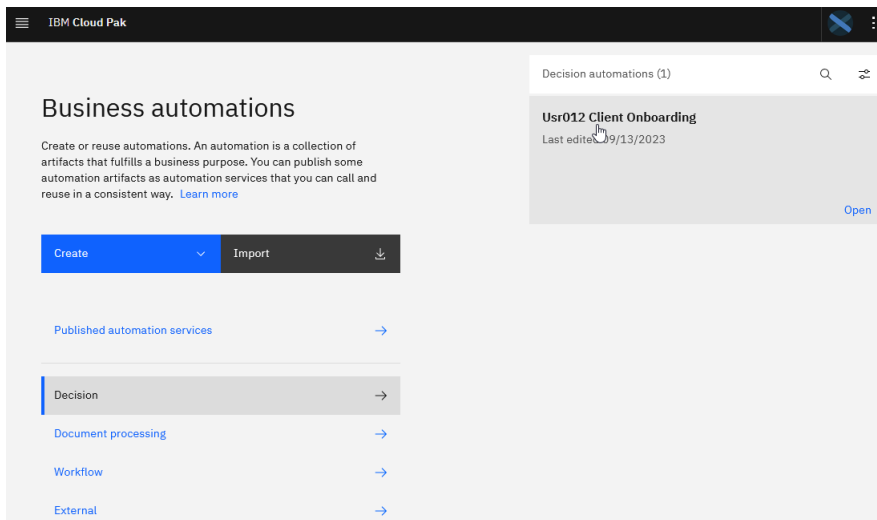 IBM Cloud Pak
Business automations
Create or reuse automations. An automation is a collection of
artifacts that fulfills a business purpose. You can publish some
automation artifacts as automation services that you can call and
reuse in a consistent way. Learn more
Create
Import
Published automation services
Decision
Document processing
Workflow
External
Decision automations (1)
Usr012 Client Onboarding
Last edited 09/13/2023
Open